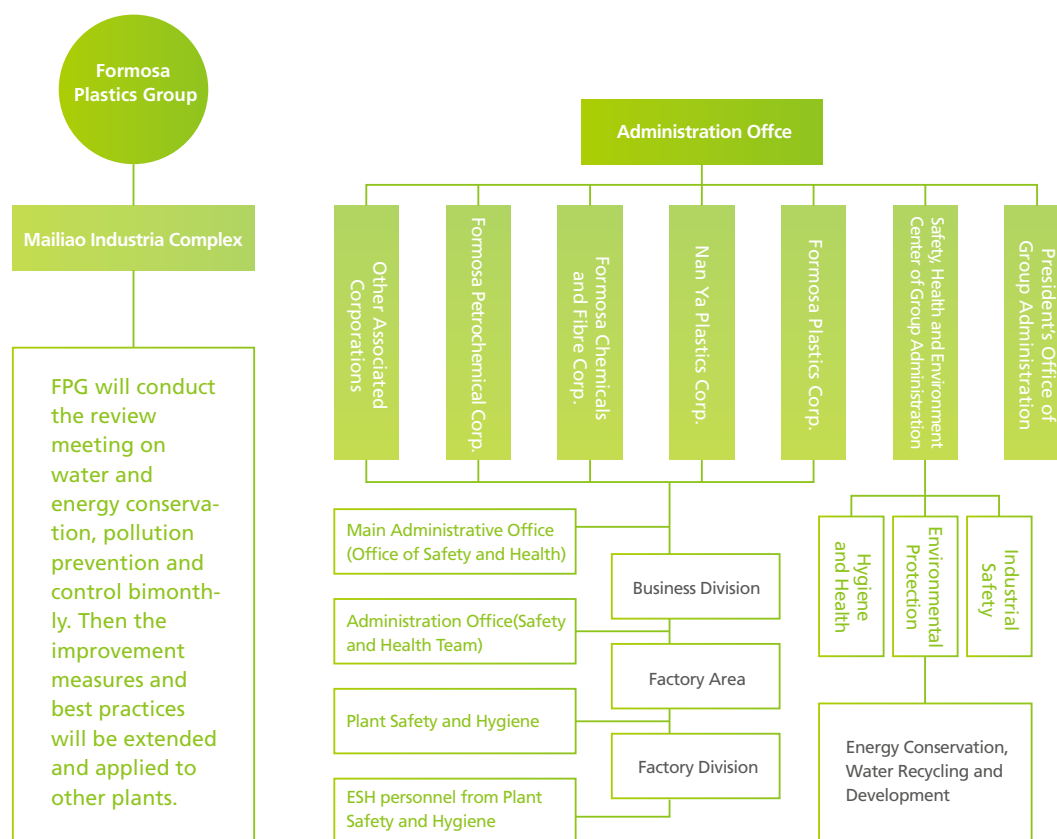 Formosa
Plastics Group
Mailiao Industria Complex
FPG will conduct
the review
meeting on
water and
energy conserva-
tion, pollution
prevention and
control bimonth-
ly. Then the
improvement
measures and
best practices
will be extended
and applied to
other plants.
Administration Offce
Other Associated
Corporations
Formosa Petrochemical Corp.
Formosa Chemicals
and Fibre Corp.
Nan Ya Plastics Corp.
Formosa Plastics Corp.
Safety, Health and Environment
Center of Group Administration
President's Office of
Group Administration
Main Administrative Office
(Office of Safety and Health)
Business Division
Administration Office(Safety
and Health Team)
Factory Area
Plant Safety and Hygiene
Factory Division
ESH personnel from Plant
Safety and Hygiene
Hygiene
and Health
Environmental
Protection
Industrial
Safety
Energy Conservation,
Water Recycling and
Development